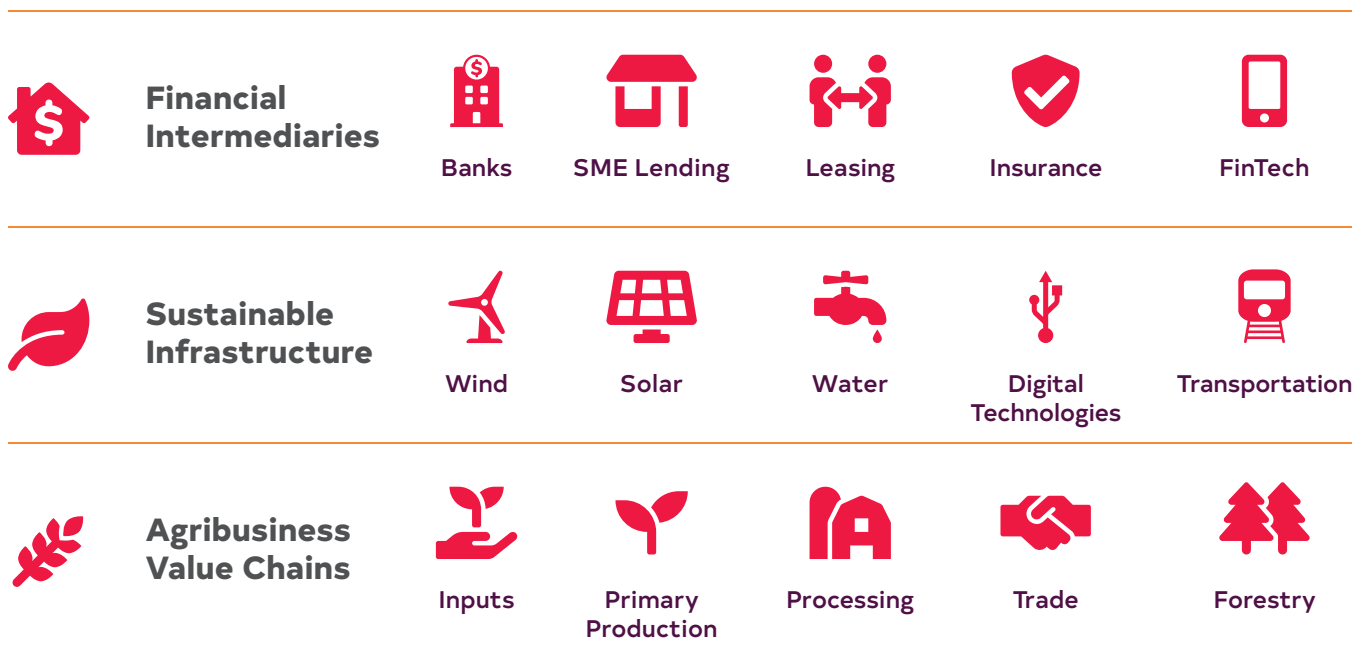 Financial
Intermediaries
$
$
Banks
SME Lending
Leasing
Insurance
FinTech
Sustainable
Infrastructure
Wind
Solar
Water
Digital
Technologies
Transportation
Agribusiness
Value Chains
Inputs
Primary
Production
Processing
Trade
Forestry